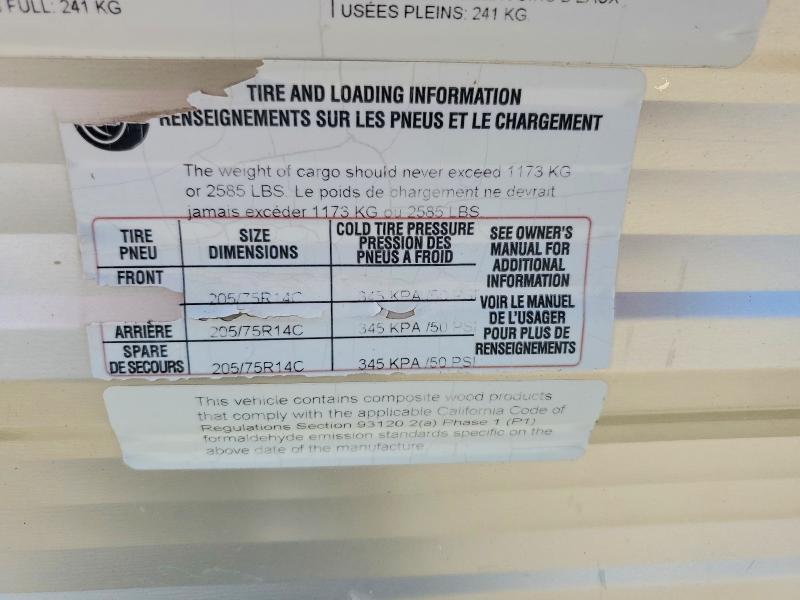 FULL: 241 KG
USÉES PLEINS: 241 KG
TIRE AND LOADING INFORMATION
RENSEIGNEMENTS SUR LES PNEUS ET LE CHARGEMENT
The weight of cargo should never exceed 1173 KG
or 2585 LBS. Le poids de chargement ne devrait
jamais excéder 1173 KG ou 2585 LBS
TIRE
PNEU
SIZE
DIMENSIONS
COLD TIRE PRESSURE
PRESSION DES
PNEUS A FROID
SEE OWNER'S
MANUAL FOR
ADDITIONAL
INFORMATION
VOIR LE MANUEL
DE L'USAGER
POUR PLUS DE
RENSEIGNEMENTS
FRONT
205/75R14C
345 KPA /50 PSI
ARRIÈRE
205/75R14C
345 KPA /50 PSI
SPARE
DE SECOURS
205/75R14C
345 KPA /50 PSI
This vehicle contains composite wood products
that comply with the applicable California Code of
Regulations Section 93120.2(a) Phase 1 (P1)
formaldehyde emission standards specific on the
above date of the manufacture